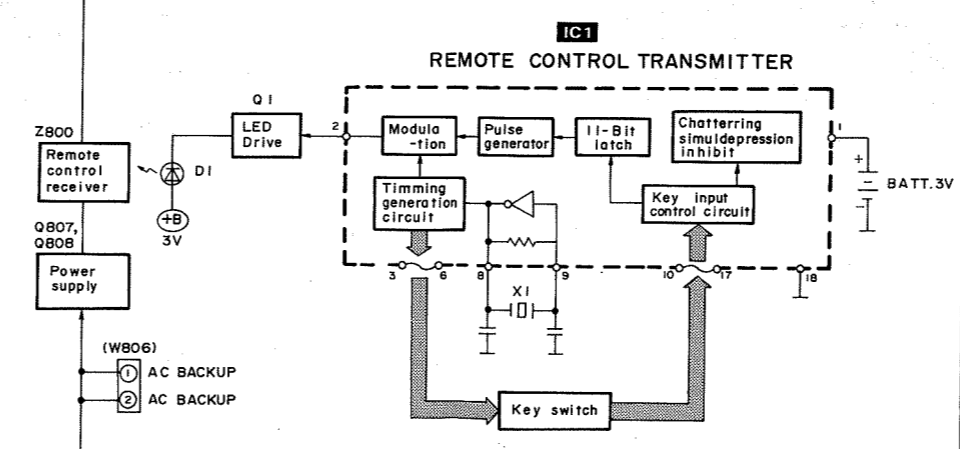 IC1
REMOTE CONTROL TRANSMITTER
Q1
LED
Drive
2
Modula
-tion
Pulse
generator
11-Bit
latch
Chatterring
simuldepression
inhibit
1
+
BATT.3V
-
Z800
Remote
control
receiver
D1
+B
3V
Timming
generation
circuit
Key input
control circuit
Q807,
Q808
Power
supply
3
6
8
9
10
17
18
X1
(W806)
1 AC BACKUP
2 AC BACKUP
Key switch